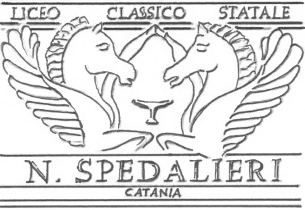 LICEO CLASSICO STATALE
N. SPEDALIERI
CATANIA